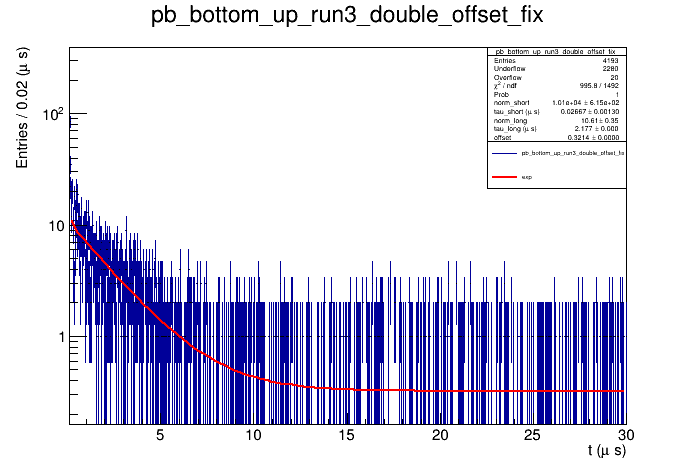 pb_bottom_up_run3_double_offset_fix
Entries / 0.02 (μ s)
pb_bottom_up_run3_double_offset_fix
Entries 4193
Underflow 2280
Overflow 20
χ² / ndf 995.8 / 1492
Prob 1
norm_short 1.01e+04 ± 6.15e+02
tau_short (μ s) 0.02667 ± 0.00130
norm_long 10.61 ± 0.35
tau_long (μ s) 2.177 ± 0.000
offset 0.3214 ± 0.0000
pb_bottom_up_run3_double_offset_fix
exp
10²
10
1
5 10 15 20 25 30
t (μ s)